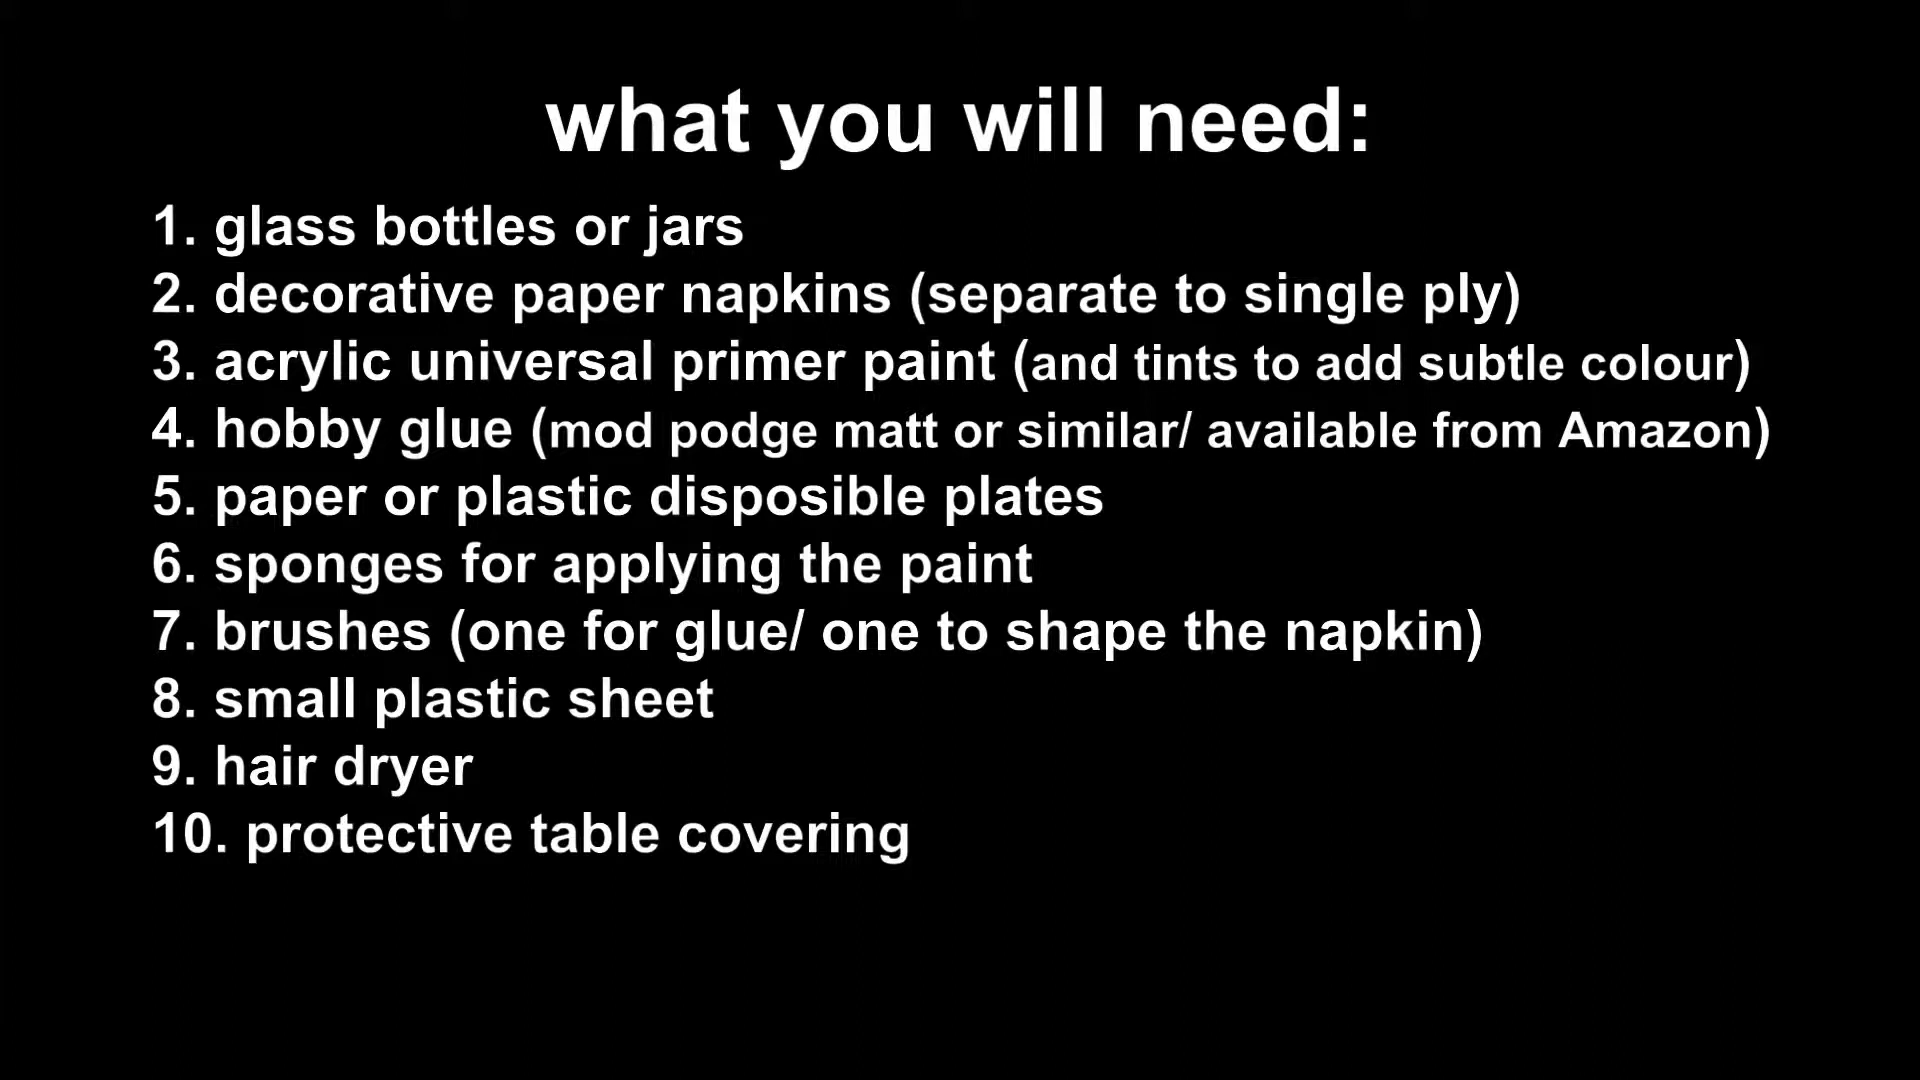 what you will need:
1. glass bottles or jars
2. decorative paper napkins (separate to single ply)
3. acrylic universal primer paint (and tints to add subtle colour)
4. hobby glue (mod podge matt or similar/ available from Amazon)
5. paper or plastic disposible plates
6. sponges for applying the paint
7. brushes (one for glue/ one to shape the napkin)
8. small plastic sheet
9. hair dryer
10. protective table covering